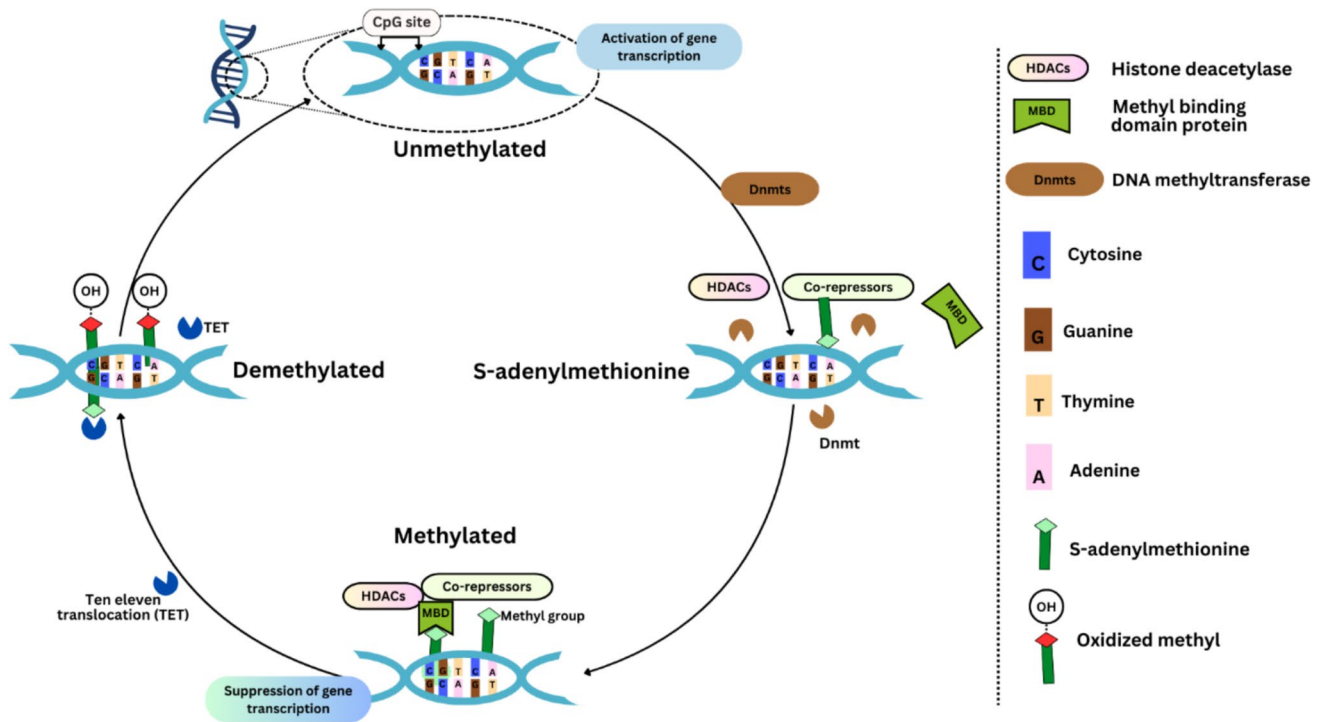 CpG site
Activation of gene
transcription
C G T C A
G C A G T
Unmethylated
Dnmts
HDACs
Co-repressors
MBD
S-adenylmethionine
C G T C A
G C A G T
Dnmt
Methylated
HDACs
Co-repressors
MBD
Methyl group
C G T C A
G C A G T
Suppression of gene
transcription
Ten eleven
translocation (TET)
OH
OH
TET
C G T C A
G C A G T
Demethylated
HDACs
Histone deacetylase
MBD
Methyl binding
domain protein
Dnmts
DNA methyltransferase
C
Cytosine
G
Guanine
T
Thymine
A
Adenine
S-adenylmethionine
OH
Oxidized methyl